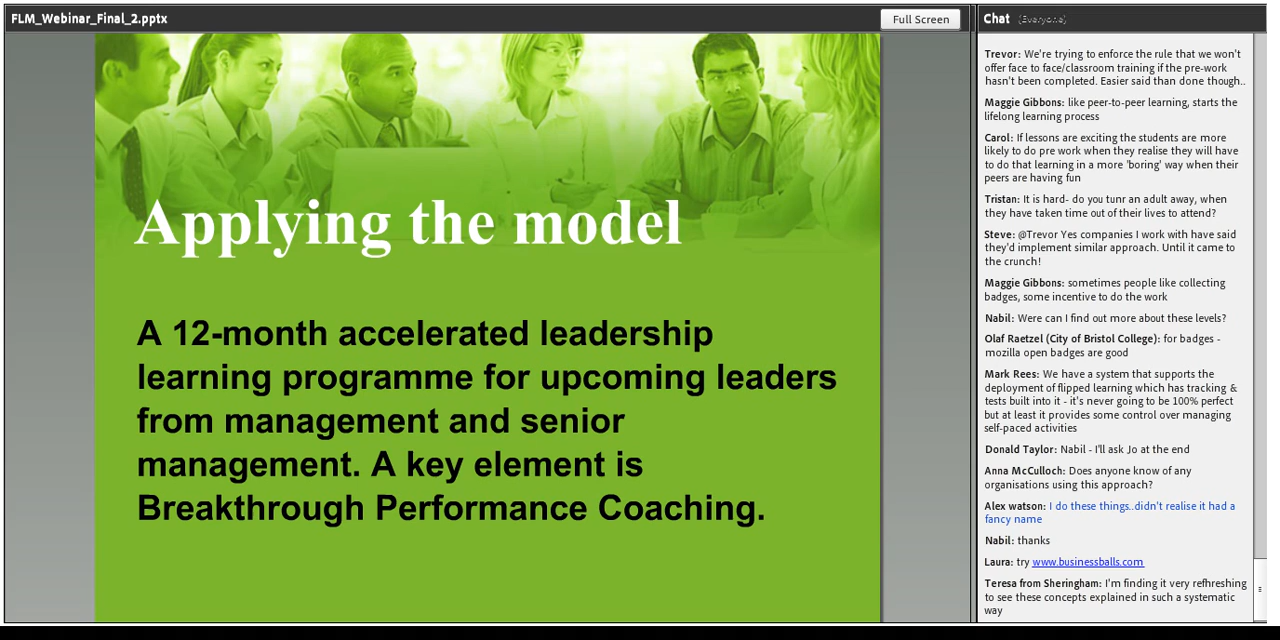 FLM_Webinar_Final_2.pptx
Full Screen
Applying the model
A 12-month accelerated leadership
learning programme for upcoming leaders
from management and senior
management. A key element is
Breakthrough Performance Coaching.
Chat (Everyone)
Trevor: We're trying to enforce the rule that we won't
offer face to face/classroom training if the pre-work
hasn't been completed. Easier said than done though..
Maggie Gibbons: like peer-to-peer learning, starts the
lifelong learning process
Carol: If lessons are exciting the students are more
likely to do pre work when they realise they will have
to do that learning in a more 'boring' way when their
peers are having fun
Tristan: It is hard- do you tunr an adult away, when
they have taken time out of their lives to attend?
Steve: @Trevor Yes companies I work with have said
they'd implement similar approach. Until it came to
the crunch!
Maggie Gibbons: sometimes people like collecting
badges, some incentive to do the work
Nabil: Were can I find out more about these levels?
Olaf Raetzel (City of Bristol College): for badges -
mozilla open badges are good
Mark Rees: We have a system that supports the
deployment of flipped learning which has tracking &
tests built into it - it's never going to be 100% perfect
but at least it provides some control over managing
self-paced activities
Donald Taylor: Nabil - I'll ask Jo at the end
Anna McCulloch: Does anyone know of any
organisations using this approach?
Alex watson: I do these things..didn't realise it had a
fancy name
Nabil: thanks
Laura: try www.businessballs.com
Teresa from Sheringham: I'm finding it very refhreshing
to see these concepts explained in such a systematic
way